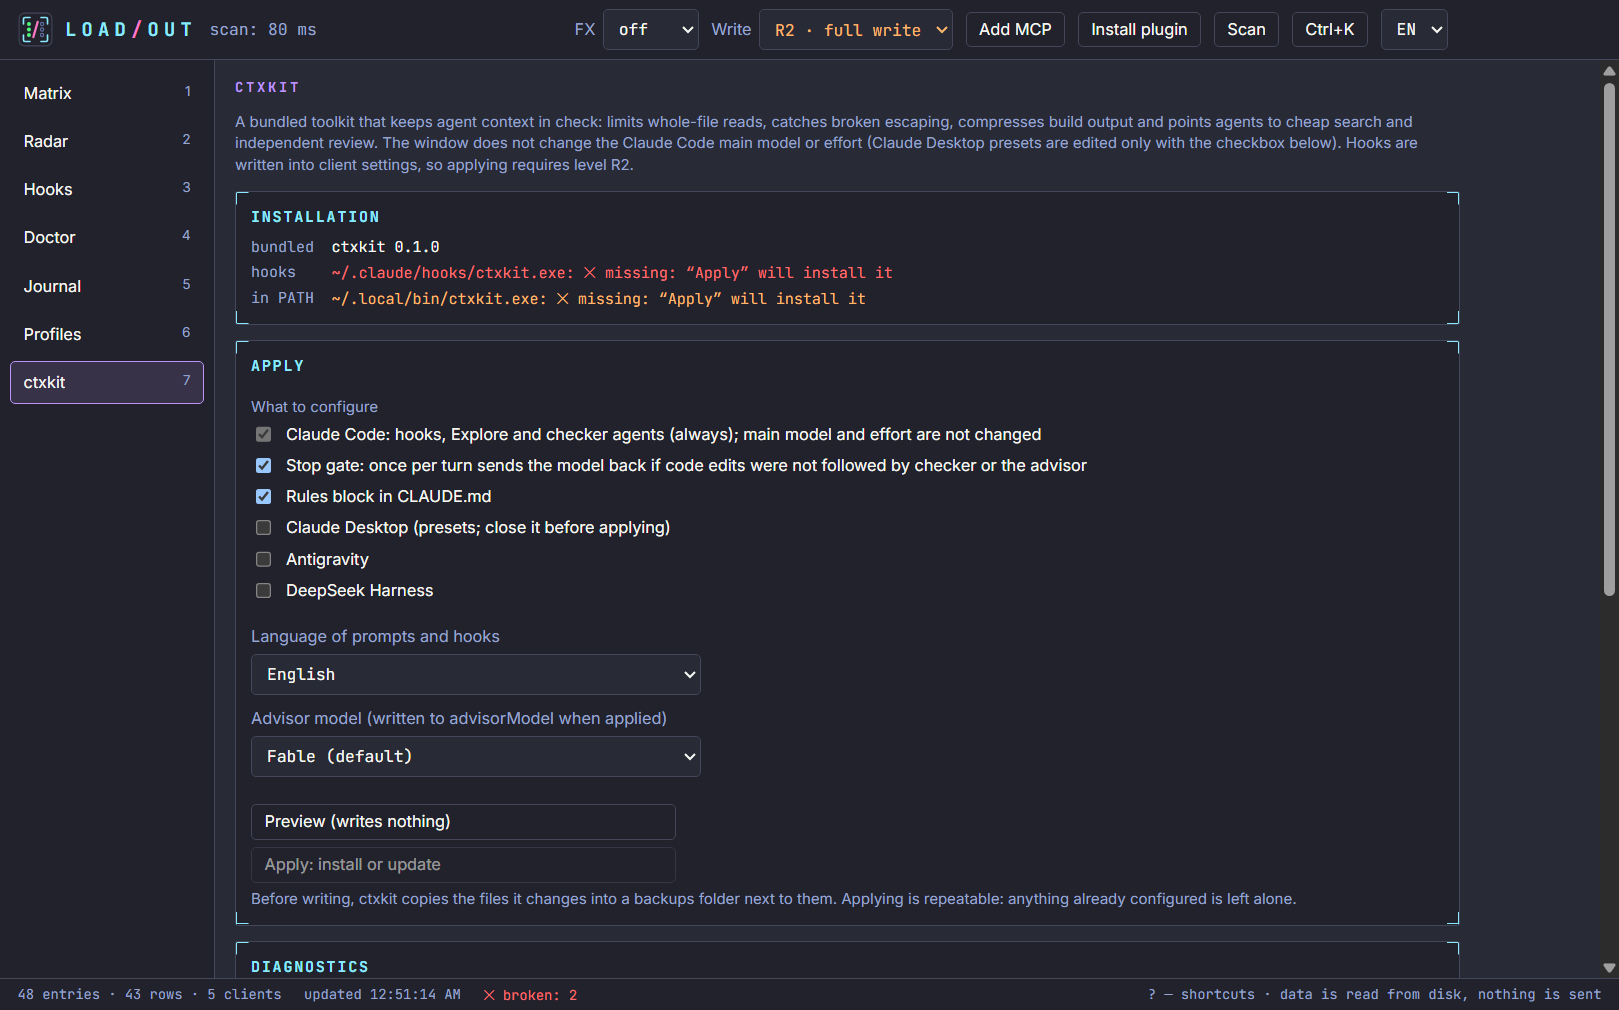 LOAD/OUT scan: 80 ms FX off Write R2 · full write Add MCP Install plugin Scan Ctrl+K EN
Matrix 1
Radar 2
Hooks 3
Doctor 4
Journal 5
Profiles 6
ctxkit 7
CTXKIT
A bundled toolkit that keeps agent context in check: limits whole-file reads, catches broken escaping, compresses build output and points agents to cheap search and
independent review. The window does not change the Claude Code main model or effort (Claude Desktop presets are edited only with the checkbox below). Hooks are
written into client settings, so applying requires level R2.
INSTALLATION
bundled ctxkit 0.1.0
hooks ~/.claude/hooks/ctxkit.exe: ✕ missing: “Apply” will install it
in PATH ~/.local/bin/ctxkit.exe: ✕ missing: “Apply” will install it
APPLY
What to configure
Claude Code: hooks, Explore and checker agents (always); main model and effort are not changed
Stop gate: once per turn sends the model back if code edits were not followed by checker or the advisor
Rules block in CLAUDE.md
Claude Desktop (presets; close it before applying)
Antigravity
DeepSeek Harness
Language of prompts and hooks
English
Advisor model (written to advisorModel when applied)
Fable (default)
Preview (writes nothing)
Apply: install or update
Before writing, ctxkit copies the files it changes into a backups folder next to them. Applying is repeatable: anything already configured is left alone.
DIAGNOSTICS
48 entries · 43 rows · 5 clients updated 12:51:14 AM ✕ broken: 2 ? — shortcuts · data is read from disk, nothing is sent